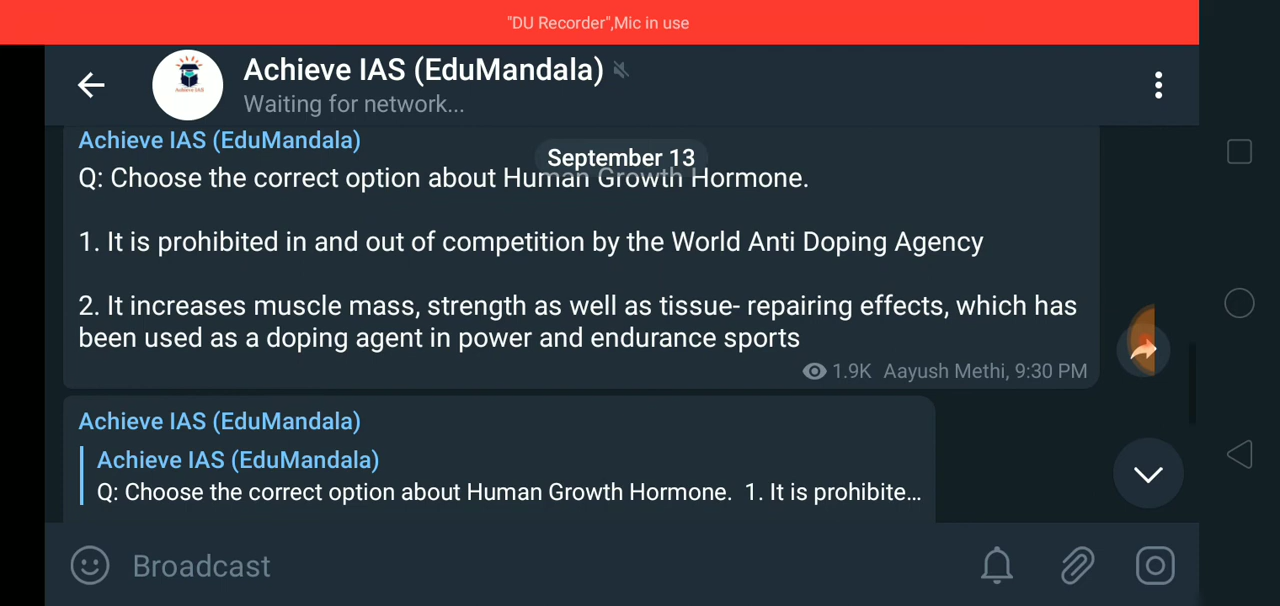 "DU Recorder",Mic in use
Achieve IAS (EduMandala)
Waiting for network...
Achieve IAS (EduMandala)
September 13
Q: Choose the correct option about Human Growth Hormone.
1. It is prohibited in and out of competition by the World Anti Doping Agency
2. It increases muscle mass, strength as well as tissue- repairing effects, which has
been used as a doping agent in power and endurance sports
1.9K Aayush Methi, 9:30 PM
Achieve IAS (EduMandala)
Achieve IAS (EduMandala)
Q: Choose the correct option about Human Growth Hormone. 1. It is prohibite...
Broadcast